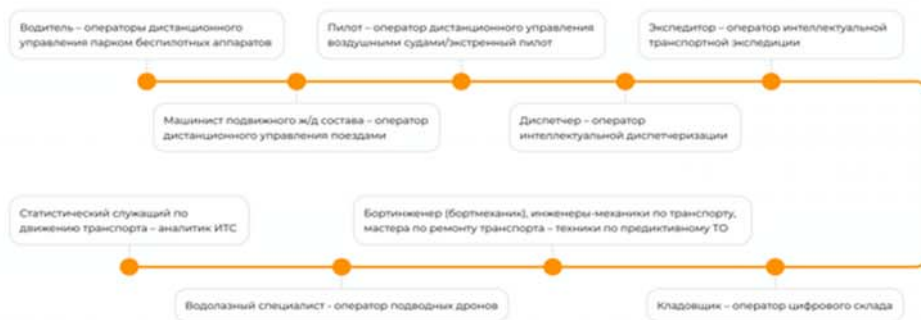 Водитель – операторы дистанционного
управления парком беспилотных аппаратов
Пилот – оператор дистанционного управления
воздушными судами/экстренный пилот
Экспедитор – оператор интеллектуальной
транспортной экспедиции
Машинист подвижного ж/д состава – оператор
дистанционного управления поездами
Диспетчер – оператор
интеллектуальной диспетчеризации
Статистический служащий по
движению транспорта – аналитик ИТС
Бортинженер (бортмеханик), инженеры-механики по транспорту,
мастера по ремонту транспорта – техники по предиктивному ТО
Водолазный специалист - оператор подводных дронов
Кладовщик – оператор цифрового склада